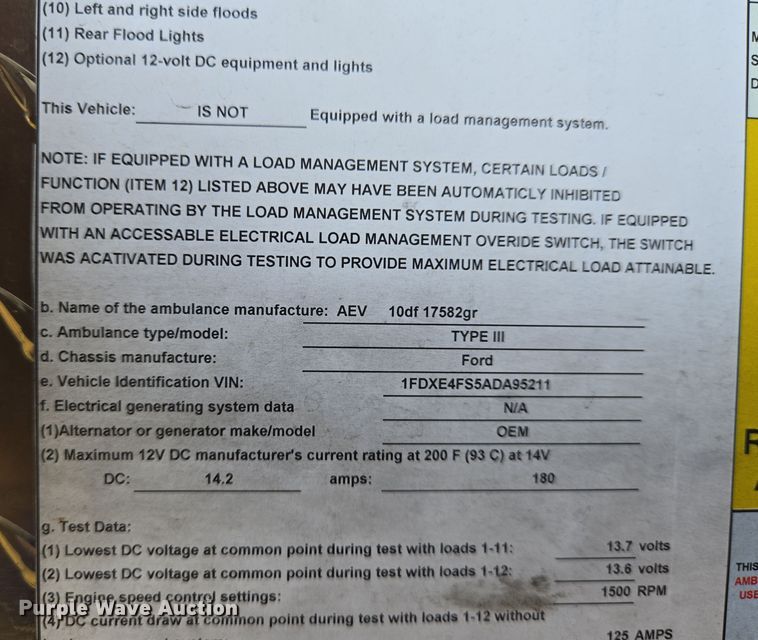 (10) Left and right side floods
(11) Rear Flood Lights
(12) Optional 12-volt DC equipment and lights
This Vehicle: IS NOT Equipped with a load management system.
NOTE: IF EQUIPPED WITH A LOAD MANAGEMENT SYSTEM, CERTAIN LOADS /
FUNCTION (ITEM 12) LISTED ABOVE MAY HAVE BEEN AUTOMATICLY INHIBITED
FROM OPERATING BY THE LOAD MANAGEMENT SYSTEM DURING TESTING. IF EQUIPPED
WITH AN ACCESSABLE ELECTRICAL LOAD MANAGEMENT OVERIDE SWITCH, THE SWITCH
WAS ACATIVATED DURING TESTING TO PROVIDE MAXIMUM ELECTRICAL LOAD ATTAINABLE.
b. Name of the ambulance manufacture: AEV 10df 17582gr
c. Ambulance type/model: TYPE III
d. Chassis manufacture: Ford
e. Vehicle Identification VIN: 1FDXE4FS5ADA95211
f. Electrical generating system data N/A
(1)Alternator or generator make/model OEM
(2) Maximum 12V DC manufacturer's current rating at 200 F (93 C) at 14V
DC: 14.2 amps: 180
g. Test Data:
(1) Lowest DC voltage at common point during test with loads 1-11: 13.7 volts
(2) Lowest DC voltage at common point during test with loads 1-12: 13.6 volts
(3) Engine speed control settings: 1500 RPM
(4) DC current draw at common point during test with loads 1-12 without
125 AMPS
Purple Wave Auction
THIS
AMB
USE